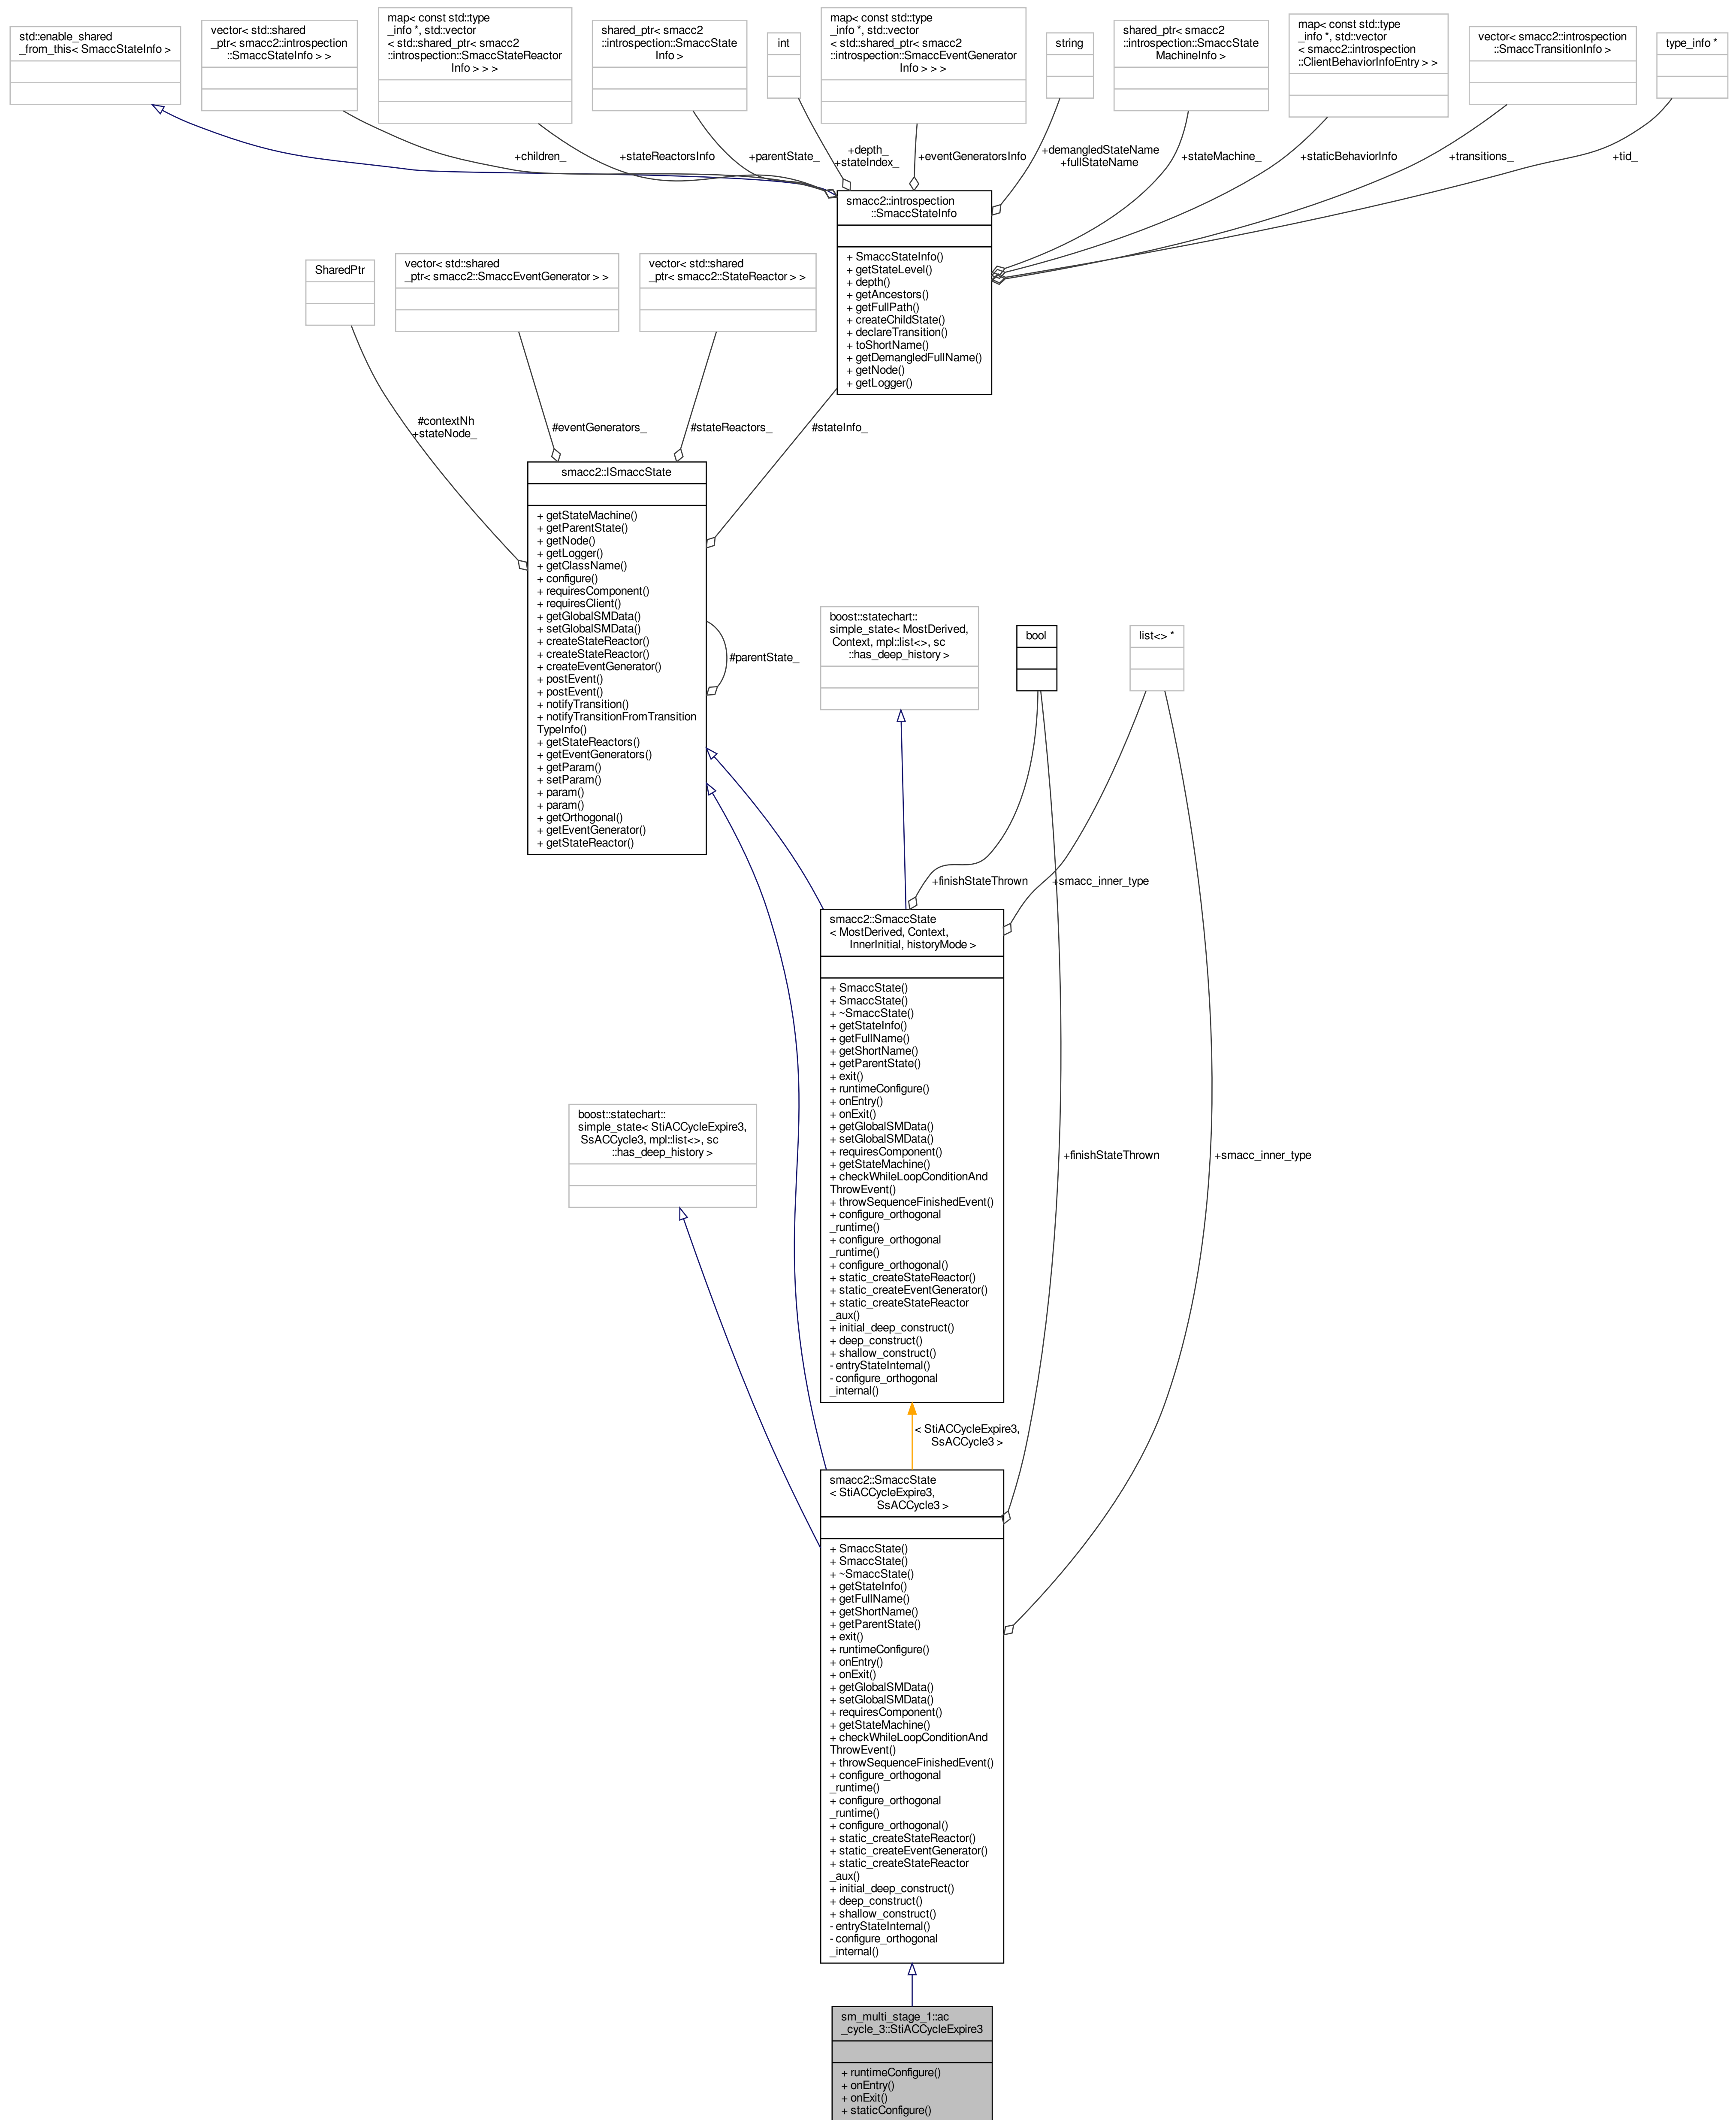 std::enable_shared
_from_this< SmaccStateInfo >
vector< std::shared
_ptr< smacc2::introspection
::SmaccStateInfo > >
map< const std::type
_info *, std::vector
< std::shared_ptr< smacc2
::introspection::SmaccStateReactor
Info > > >
shared_ptr< smacc2
::introspection::SmaccState
Info >
int
map< const std::type
_info *, std::vector
< std::shared_ptr< smacc2
::introspection::SmaccEventGenerator
Info > > >
string
shared_ptr< smacc2
::introspection::SmaccState
MachineInfo >
map< const std::type
_info *, std::vector
< smacc2::introspection
::ClientBehaviorInfoEntry > >
vector< smacc2::introspection
::SmaccTransitionInfo >
type_info *
+children_
+stateReactorsInfo
+parentState_
+depth_
+stateIndex_
+eventGeneratorsInfo
+demangledStateName
+fullStateName
+stateMachine_
+staticBehaviorInfo
+transitions_
+tid_
smacc2::introspection
::SmaccStateInfo
+ SmaccStateInfo()
+ getStateLevel()
+ depth()
+ getAncestors()
+ getFullPath()
+ createChildState()
+ declareTransition()
+ toShortName()
+ getDemangledFullName()
+ getNode()
+ getLogger()
SharedPtr
vector< std::shared
_ptr< smacc2::SmaccEventGenerator > >
vector< std::shared
_ptr< smacc2::StateReactor > >
#contextNh
+stateNode_
#eventGenerators_
#stateReactors_
#stateInfo_
smacc2::ISmaccState
+ getStateMachine()
+ getParentState()
+ getNode()
+ getLogger()
+ getClassName()
+ configure()
+ requiresComponent()
+ requiresClient()
+ getGlobalSMData()
+ setGlobalSMData()
+ createStateReactor()
+ createStateReactor()
+ createEventGenerator()
+ postEvent()
+ postEvent()
+ notifyTransition()
+ notifyTransitionFromTransition
TypeInfo()
+ getStateReactors()
+ getEventGenerators()
+ getParam()
+ setParam()
+ param()
+ param()
+ getOrthogonal()
+ getEventGenerator()
+ getStateReactor()
#parentState_
boost::statechart::
simple_state< MostDerived,
Context, mpl::list<>, sc
::has_deep_history >
bool
list<> *
+finishStateThrown
+smacc_inner_type
smacc2::SmaccState
< MostDerived, Context,
InnerInitial, historyMode >
+ SmaccState()
+ SmaccState()
+ ~SmaccState()
+ getStateInfo()
+ getFullName()
+ getShortName()
+ getParentState()
+ exit()
+ runtimeConfigure()
+ onEntry()
+ onExit()
+ getGlobalSMData()
+ setGlobalSMData()
+ requiresComponent()
+ getStateMachine()
+ checkWhileLoopConditionAnd
ThrowEvent()
+ throwSequenceFinishedEvent()
+ configure_orthogonal
_runtime()
+ configure_orthogonal
_runtime()
+ configure_orthogonal()
+ static_createStateReactor()
+ static_createEventGenerator()
+ static_createStateReactor
_aux()
+ initial_deep_construct()
+ deep_construct()
+ shallow_construct()
- entryStateInternal()
- configure_orthogonal
_internal()
boost::statechart::
simple_state< StiACCycleExpire3,
SsACCycle3, mpl::list<>, sc
::has_deep_history >
+finishStateThrown
+smacc_inner_type
< StiACCycleExpire3,
SsACCycle3 >
smacc2::SmaccState
< StiACCycleExpire3,
SsACCycle3 >
+ SmaccState()
+ SmaccState()
+ ~SmaccState()
+ getStateInfo()
+ getFullName()
+ getShortName()
+ getParentState()
+ exit()
+ runtimeConfigure()
+ onEntry()
+ onExit()
+ getGlobalSMData()
+ setGlobalSMData()
+ requiresComponent()
+ getStateMachine()
+ checkWhileLoopConditionAnd
ThrowEvent()
+ throwSequenceFinishedEvent()
+ configure_orthogonal
_runtime()
+ configure_orthogonal
_runtime()
+ configure_orthogonal()
+ static_createStateReactor()
+ static_createEventGenerator()
+ static_createStateReactor
_aux()
+ initial_deep_construct()
+ deep_construct()
+ shallow_construct()
- entryStateInternal()
- configure_orthogonal
_internal()
sm_multi_stage_1::ac
_cycle_3::StiACCycleExpire3
+ runtimeConfigure()
+ onEntry()
+ onExit()
+ staticConfigure()